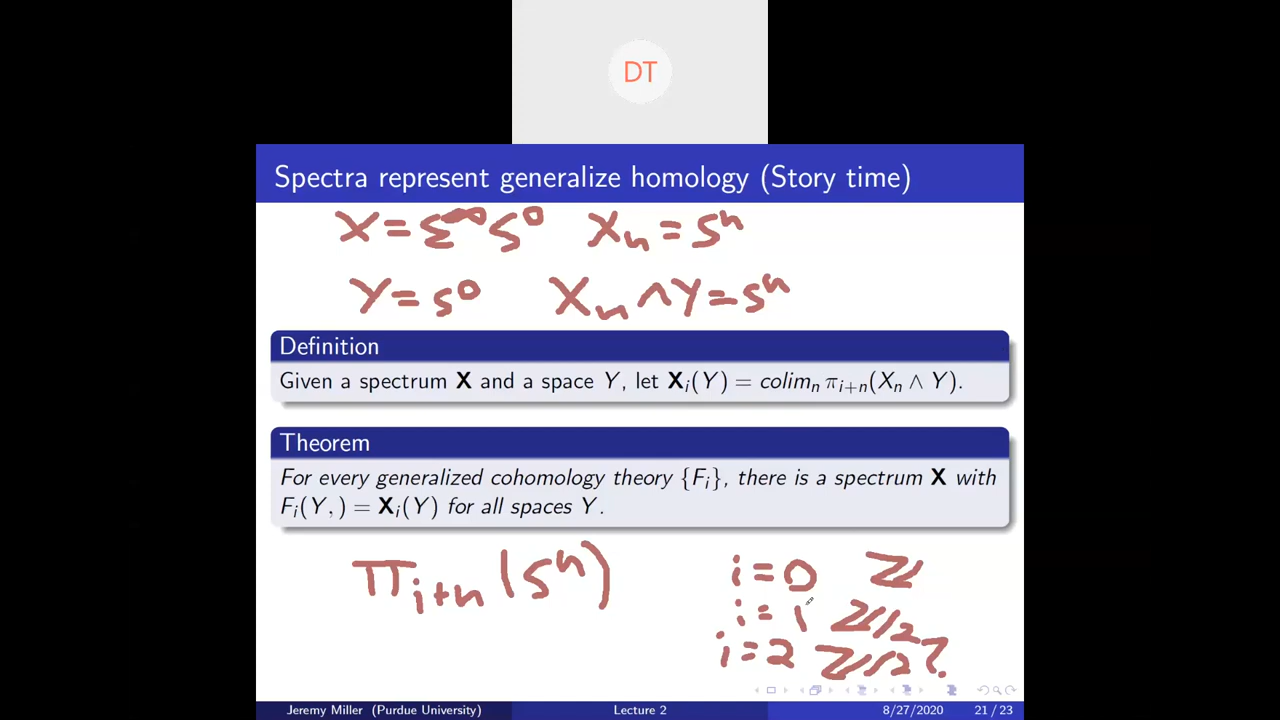 DT
Spectra represent generalize homology (Story time)
X = Σ^∞ S^0   X_n = S^n
Y = S^0   X_n ∧ Y = S^n
Definition
Given a spectrum X and a space Y, let X_i(Y) = colim_n π_{i+n}(X_n ∧ Y).
Theorem
For every generalized cohomology theory {F_i}, there is a spectrum X with
F_i(Y, ) = X_i(Y) for all spaces Y.
π_{i+n}(S^n)
i=0 ℤ
i=1 ℤ/2
i=2 ℤ/2?
Jeremy Miller (Purdue University) Lecture 2 8/27/2020 21 / 23